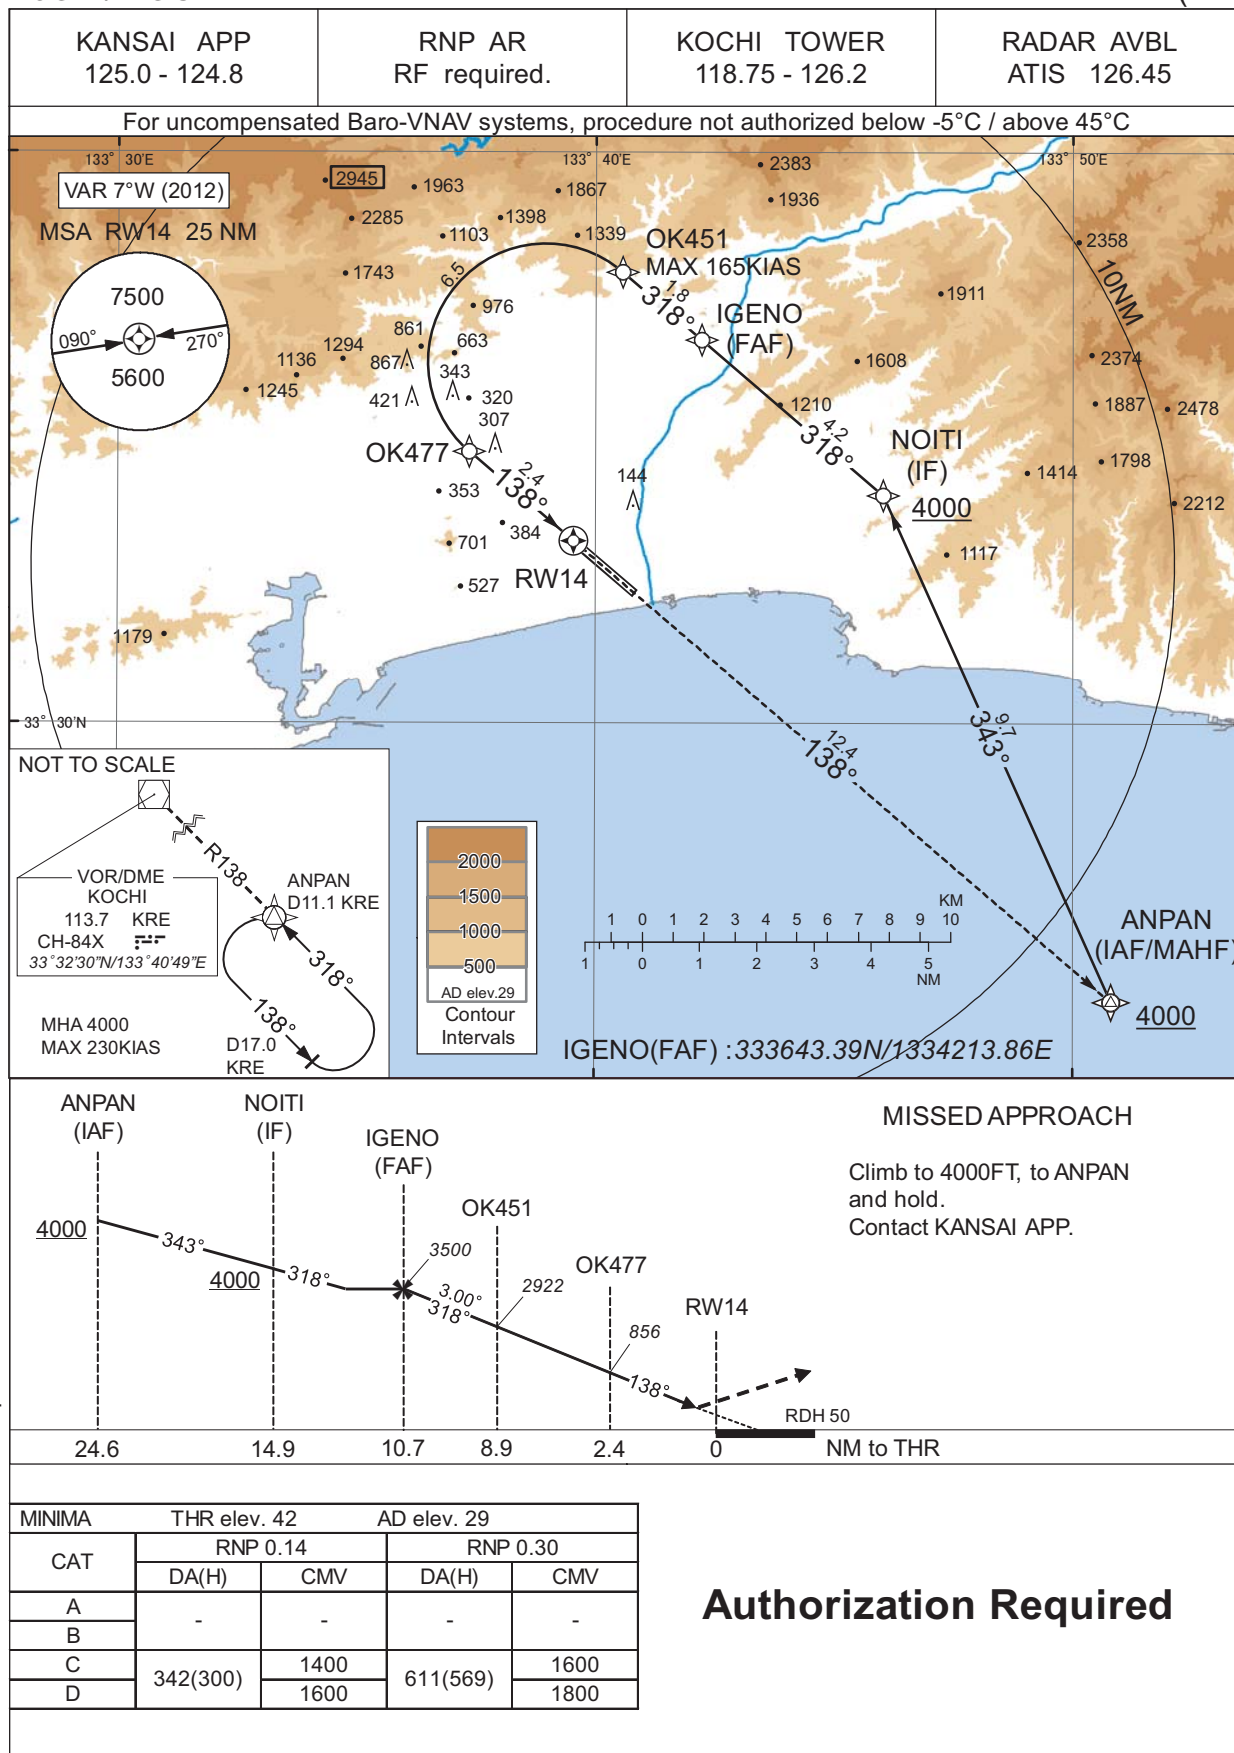 KANSAI APP
125.0 - 124.8
RNP AR
RF required.
KOCHI TOWER
118.75 - 126.2
RADAR AVBL
ATIS 126.45
For uncompensated Baro-VNAV systems, procedure not authorized below -5°C / above 45°C
133° 30'E
133° 40'E
133° 50'E
VAR 7°W (2012)
MSA RW14 25 NM
7500
090°
270°
5600
2945
1963
1867
2383
1936
2285
1398
1103
1339
2358
1743
976
1911
861
663
1294
867
343
1136
1245
421
320
307
1608
2374
1210
1887
2478
1414
1798
2212
144
353
384
701
527
1117
1179
10NM
OK451
MAX 165KIAS
6.5
1.8
318°
IGENO
(FAF)
4.2
318°
NOITI
(IF)
4000
OK477
2.4
138°
RW14
33° 30'N
12.4
138°
9.7
343°
ANPAN
(IAF/MAHF)
4000
NOT TO SCALE
R138
VOR/DME
KOCHI
113.7 KRE
CH-84X
33°32'30"N/133°40'49"E
ANPAN
D11.1 KRE
318°
138°
MHA 4000
MAX 230KIAS
D17.0
KRE
2000
1500
1000
500
AD elev.29
Contour
Intervals
KM
1 0 1 2 3 4 5 6 7 8 9 10
1 0 1 2 3 4 5
NM
IGENO(FAF) :333643.39N/1334213.86E
ANPAN
(IAF)
NOITI
(IF)
IGENO
(FAF)
OK451
OK477
RW14
4000
343°
4000
318°
3500
3.00°
318°
2922
856
138°
RDH 50
24.6 14.9 10.7 8.9 2.4 0 NM to THR
MISSED APPROACH
Climb to 4000FT, to ANPAN
and hold.
Contact KANSAI APP.
MINIMA THR elev. 42 AD elev. 29
CAT RNP 0.14 RNP 0.30
DA(H) CMV DA(H) CMV
A
B
- - - -
C 342(300) 1400 611(569) 1600
D 1600 1800
Authorization Required